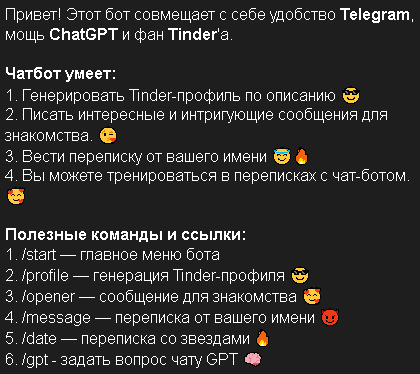 Привет! Этот бот совмещает с себе удобство Telegram,
мощь ChatGPT и фан Tinder'а.
Чатбот умеет:
1. Генерировать Tinder-профиль по описанию 😎
2. Писать интересные и интригующие сообщения для
знакомства. 😘
3. Вести переписку от вашего имени 😇🔥
4. Вы можете тренироваться в переписках с чат-ботом.
🥰
Полезные команды и ссылки:
1. /start — главное меню бота
2. /profile — генерация Tinder-профиля 😎
3. /opener — сообщение для знакомства 🥰
4. /message — переписка от вашего имени 😈
5. /date — переписка со звездами 🔥
6. /gpt - задать вопрос чату GPT 🧠